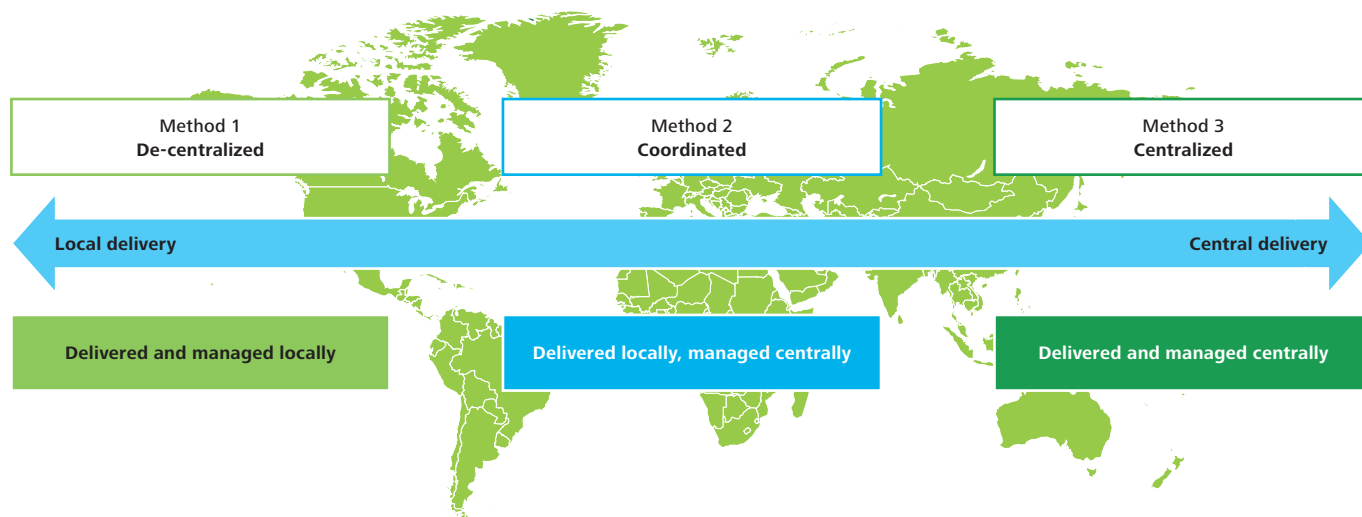 Method 1
De-centralized
Method 2
Coordinated
Method 3
Centralized
Local delivery
Central delivery
Delivered and managed locally
Delivered locally, managed centrally
Delivered and managed centrally